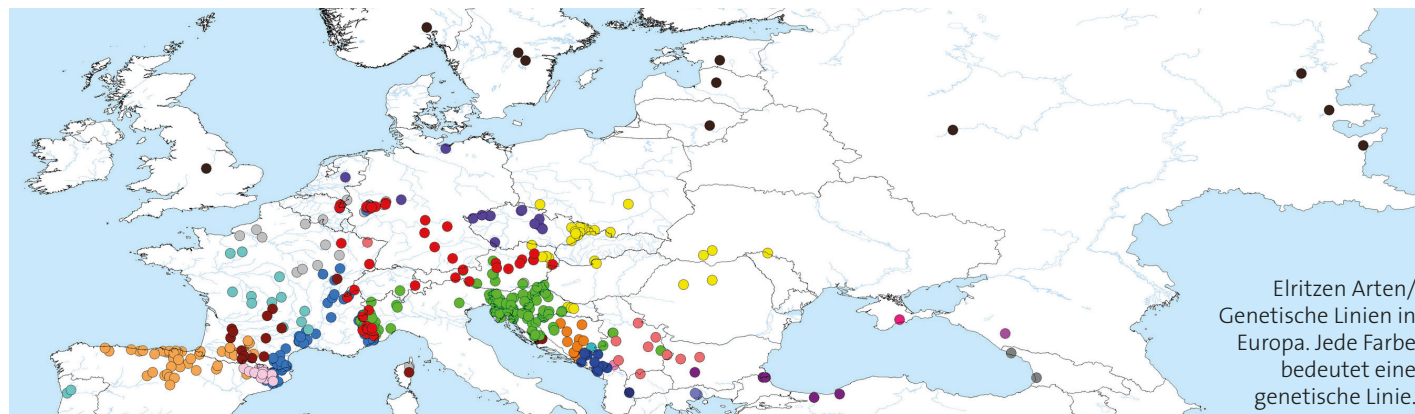 Elritzen Arten/
Genetische Linien in
Europa. Jede Farbe
bedeutet eine
genetische Linie.